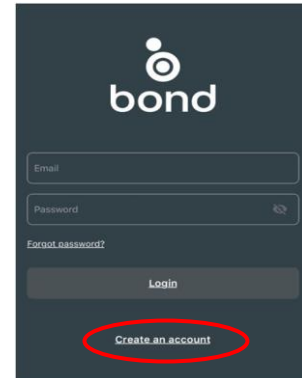 bond
Email
Password
Forgot password?
Login
Create an account